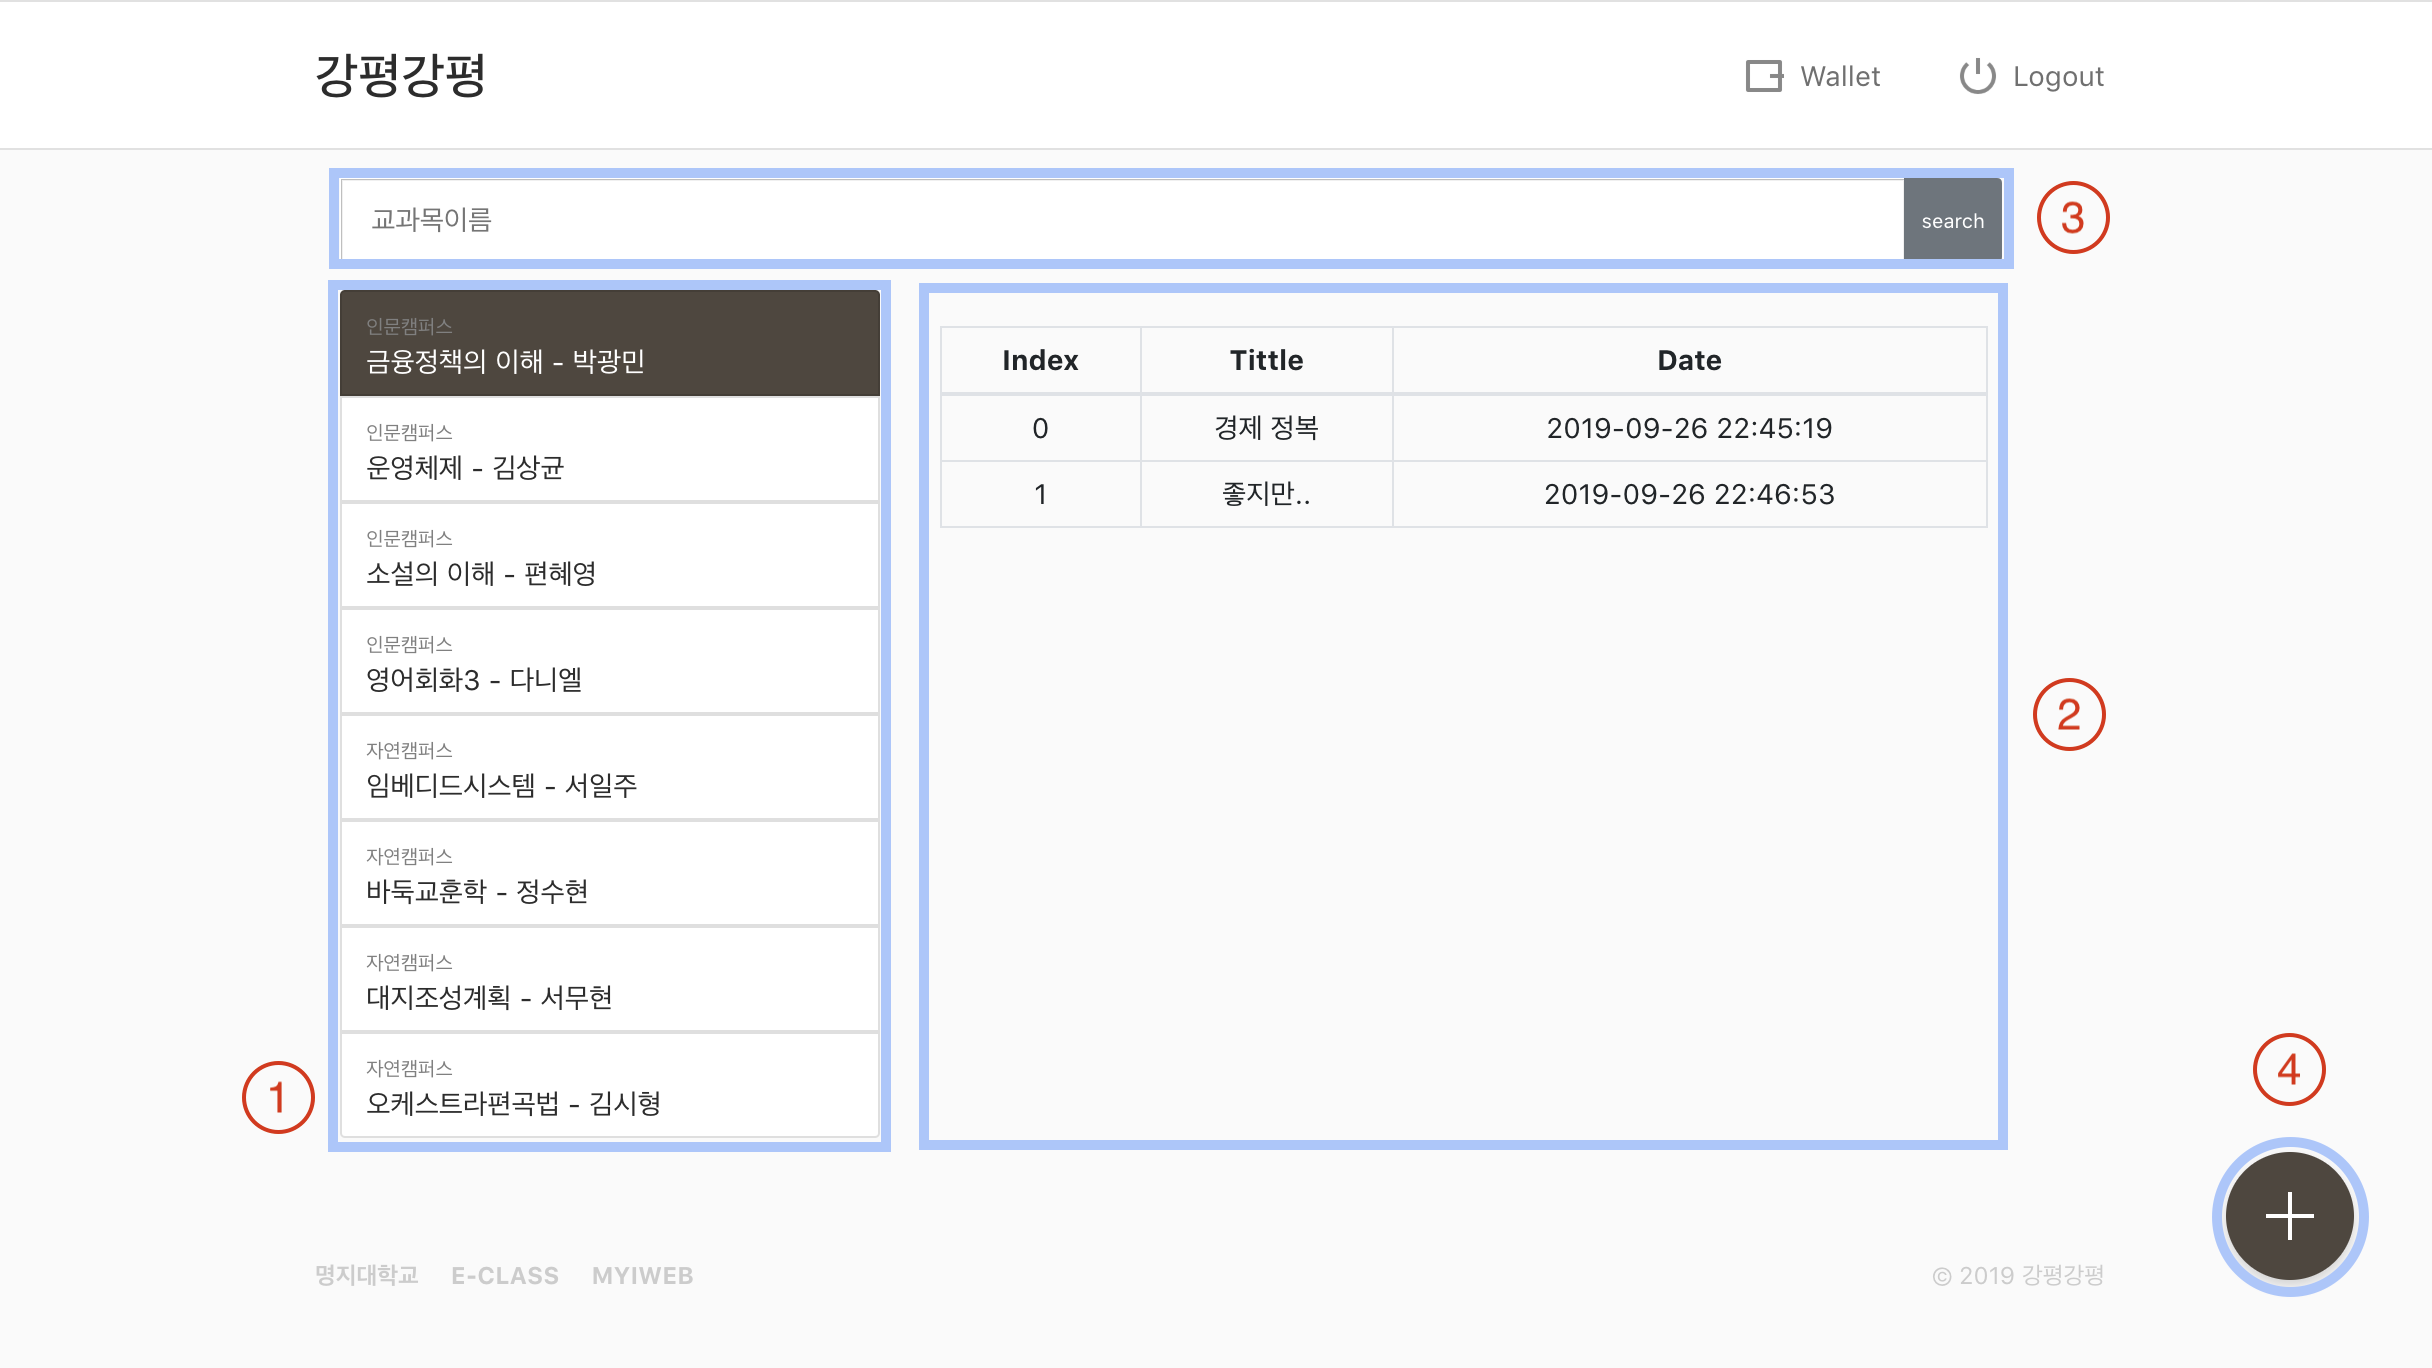 강평강평
Wallet
Logout
교과목이름
search
3
인문캠퍼스
금융정책의 이해 - 박광민
인문캠퍼스
운영체제 - 김상균
인문캠퍼스
소설의 이해 - 편혜영
인문캠퍼스
영어회화3 - 다니엘
자연캠퍼스
임베디드시스템 - 서일주
자연캠퍼스
바둑교훈학 - 정수현
자연캠퍼스
대지조성계획 - 서무현
자연캠퍼스
오케스트라편곡법 - 김시형
1
Index Tittle Date
0 경제 정복 2019-09-26 22:45:19
1 좋지만.. 2019-09-26 22:46:53
2
4
명지대학교 E-CLASS MYIWEB
© 2019 강평강평